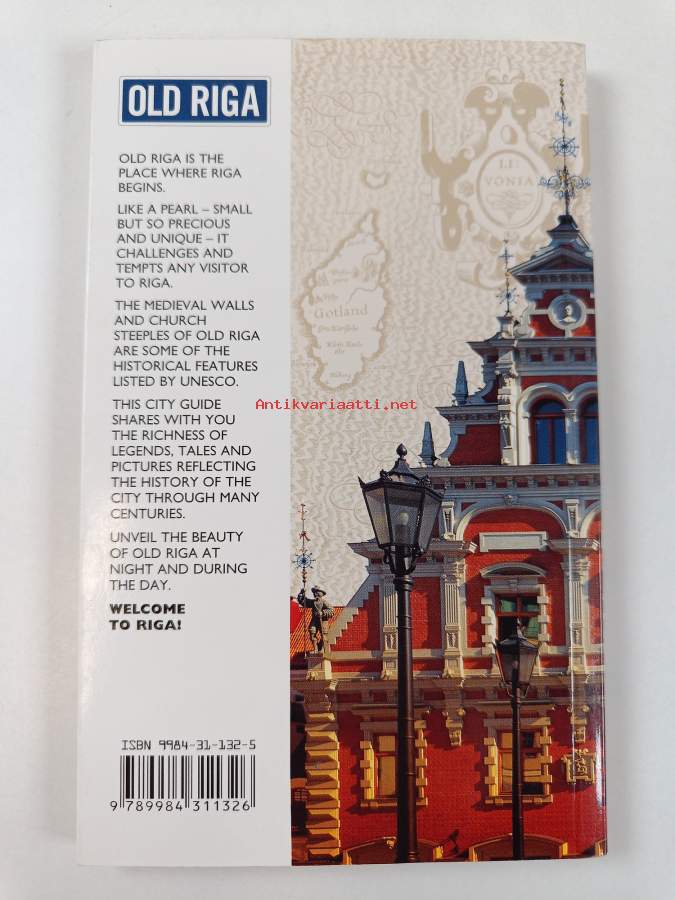 OLD RIGA
OLD RIGA IS THE
PLACE WHERE RIGA
BEGINS.
LIKE A PEARL – SMALL
BUT SO PRECIOUS
AND UNIQUE – IT
CHALLENGES AND
TEMPTS ANY VISITOR
TO RIGA.
THE MEDIEVAL WALLS
AND CHURCH
STEEPLES OF OLD RIGA
ARE SOME OF THE
HISTORICAL FEATURES
LISTED BY UNESCO.
THIS CITY GUIDE
SHARES WITH YOU
THE RICHNESS OF
LEGENDS, TALES AND
PICTURES REFLECTING
THE HISTORY OF THE
CITY THROUGH MANY
CENTURIES.
UNVEIL THE BEAUTY
OF OLD RIGA AT
NIGHT AND DURING
THE DAY.
WELCOME
TO RIGA!
ISBN 9984-31-132-5
9 789984 311326
LI:
VONIA
Gotland
Antikvariaatti.net